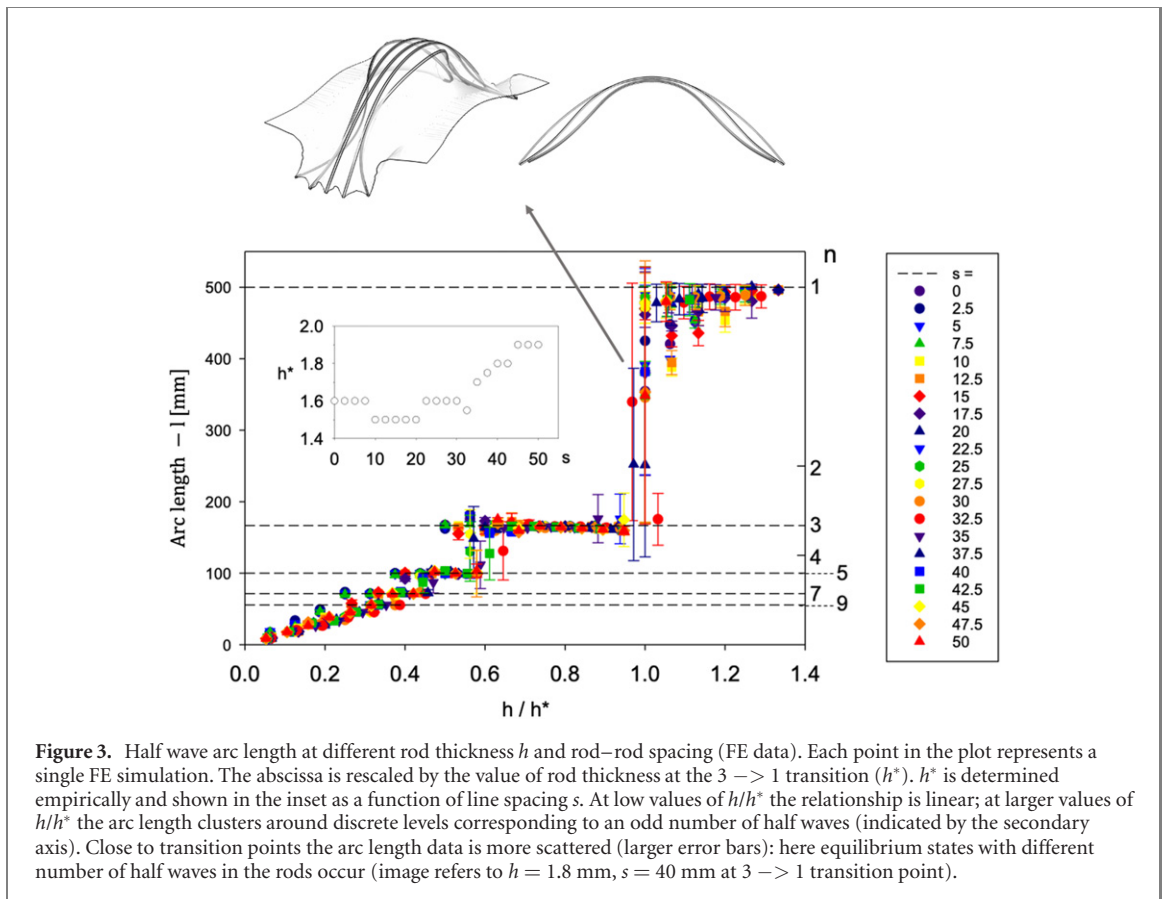 n
500
400
300
200
100
0
Arc length – l [mm]
1
2
3
4
5
7
9
2.0
1.8
h*
1.6
1.4
0 10 20 30 40 50
s
0.0 0.2 0.4 0.6 0.8 1.0 1.2 1.4
h / h*
s =
0
2.5
5
7.5
10
12.5
15
17.5
20
22.5
25
27.5
30
32.5
35
37.5
40
42.5
45
47.5
50
Figure 3. Half wave arc length at different rod thickness h and rod–rod spacing (FE data). Each point in the plot represents a
single FE simulation. The abscissa is rescaled by the value of rod thickness at the 3 −> 1 transition (h*). h* is determined
empirically and shown in the inset as a function of line spacing s. At low values of h/h* the relationship is linear; at larger values of
h/h* the arc length clusters around discrete levels corresponding to an odd number of half waves (indicated by the secondary
axis). Close to transition points the arc length data is more scattered (larger error bars): here equilibrium states with different
number of half waves in the rods occur (image refers to h = 1.8 mm, s = 40 mm at 3 −> 1 transition point).